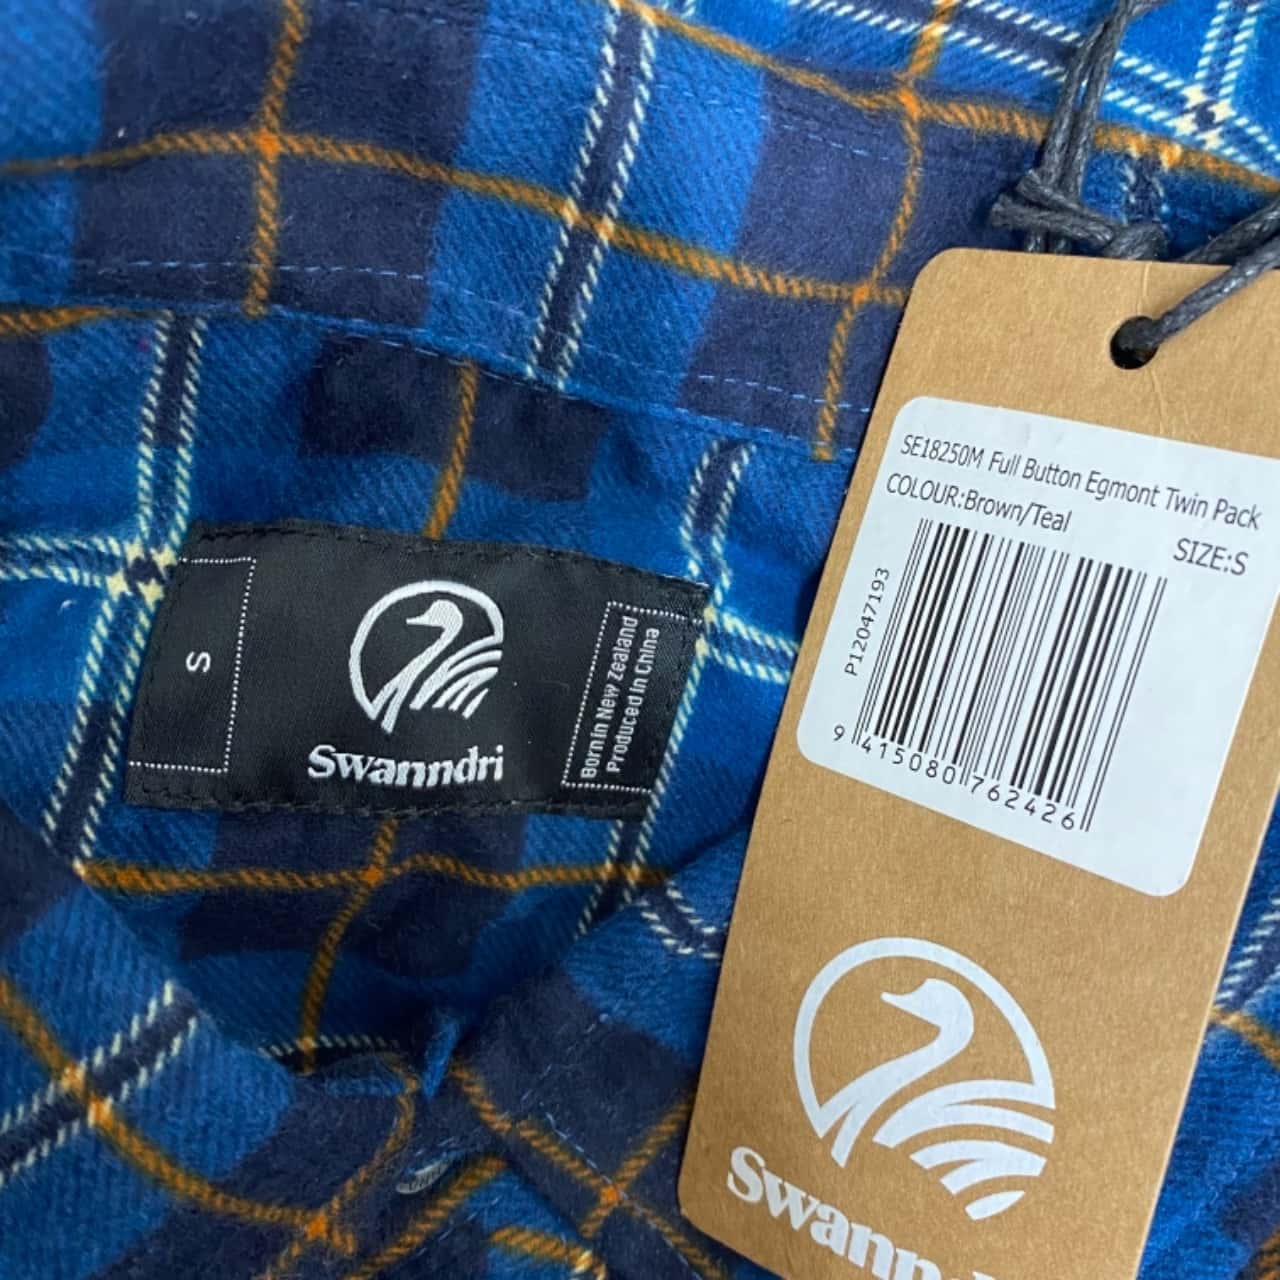 SE18250M Full Button Egmont Twin Pack
COLOUR:Brown/Teal
SIZE:S
P12047193
9 415080 762426
Swanndri
S
Swanndri
Born in New Zealand
Produced in China